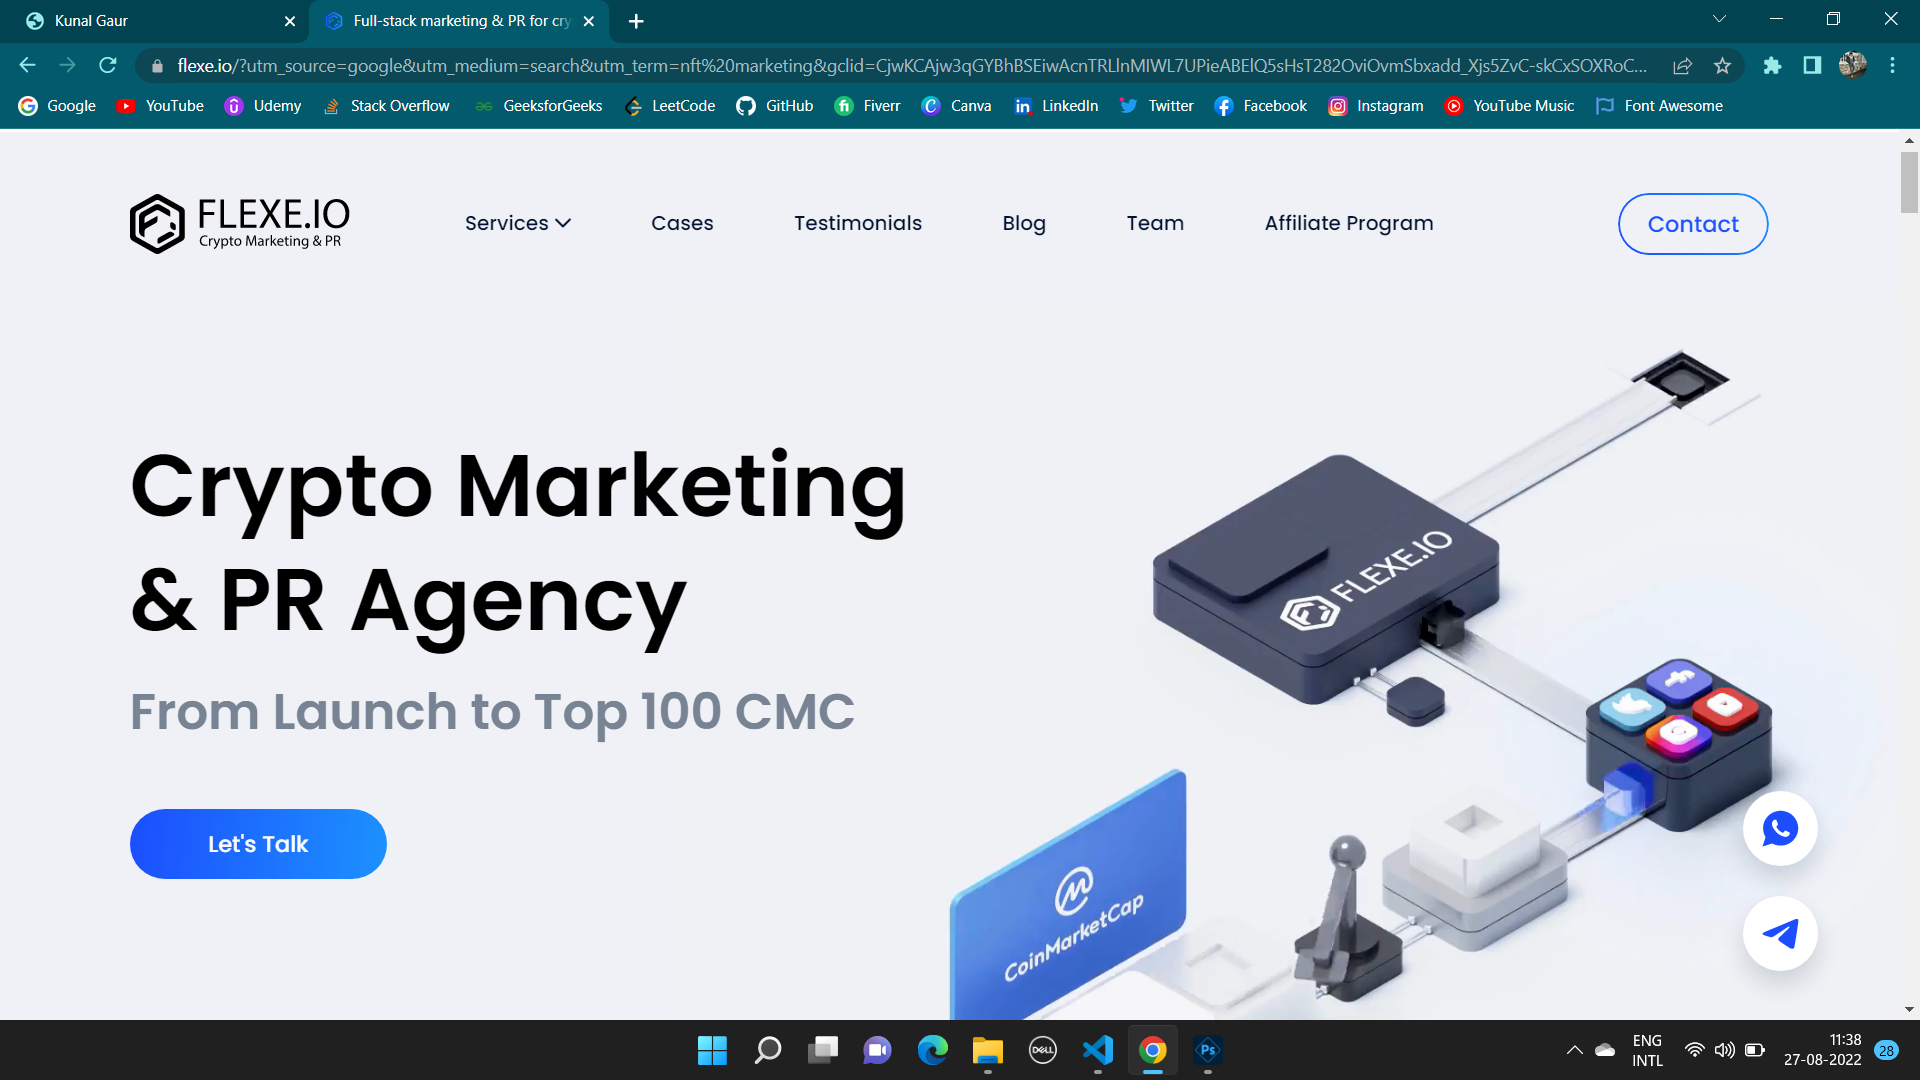 Kunal Gaur
Full-stack marketing & PR for cry
flexe.io/?utm_source=google&utm_medium=search&utm_term=nft%20marketing&gclid=
Google YouTube Udemy Stack Overflow GeeksforGeeks LeetCode GitHub Fiverr Canva LinkedIn Twitter Facebook Instagram YouTube Music Font Awesome
FLEXE.IO
Crypto Marketing & PR
Services Cases Testimonials Blog Team Affiliate Program Contact
Crypto Marketing
& PR Agency
From Launch to Top 100 CMC
Let's Talk
FLEXE.IO
CoinMarketCap
DELL
Ps
ENG
INTL
11:38
27-08-2022
28